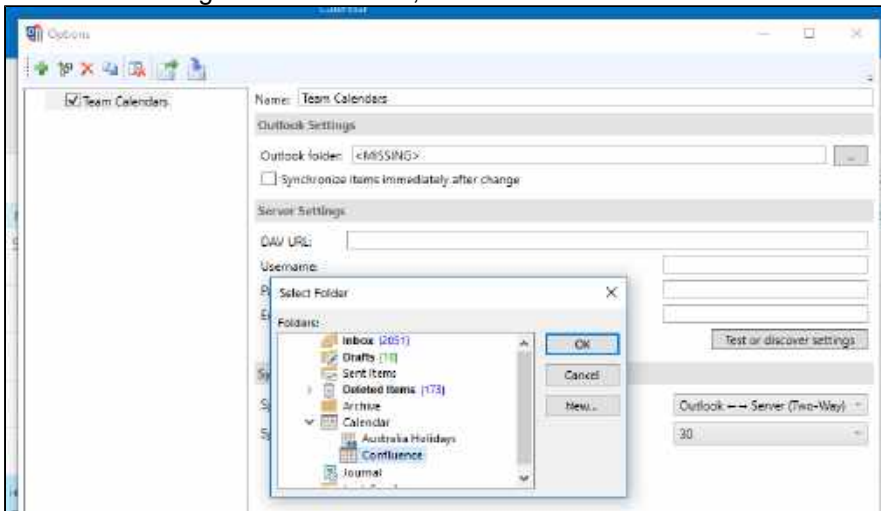 Calendar
Options
Team Calendars
Name: Team Calendars
Outlook Settings
Outlook folder: <MISSING> ...
Synchronize items immediately after change
Server Settings
DAV URL:
Username:
Select Folder
Folders:
Inbox (2051)
Drafts [10]
Sent Items
Deleted Items (173)
Archive
Calendar
Australia Holidays
Confluence
Journal
OK
Cancel
New...
Test or discover settings
Outlook ←→ Server (Two-Way)
30